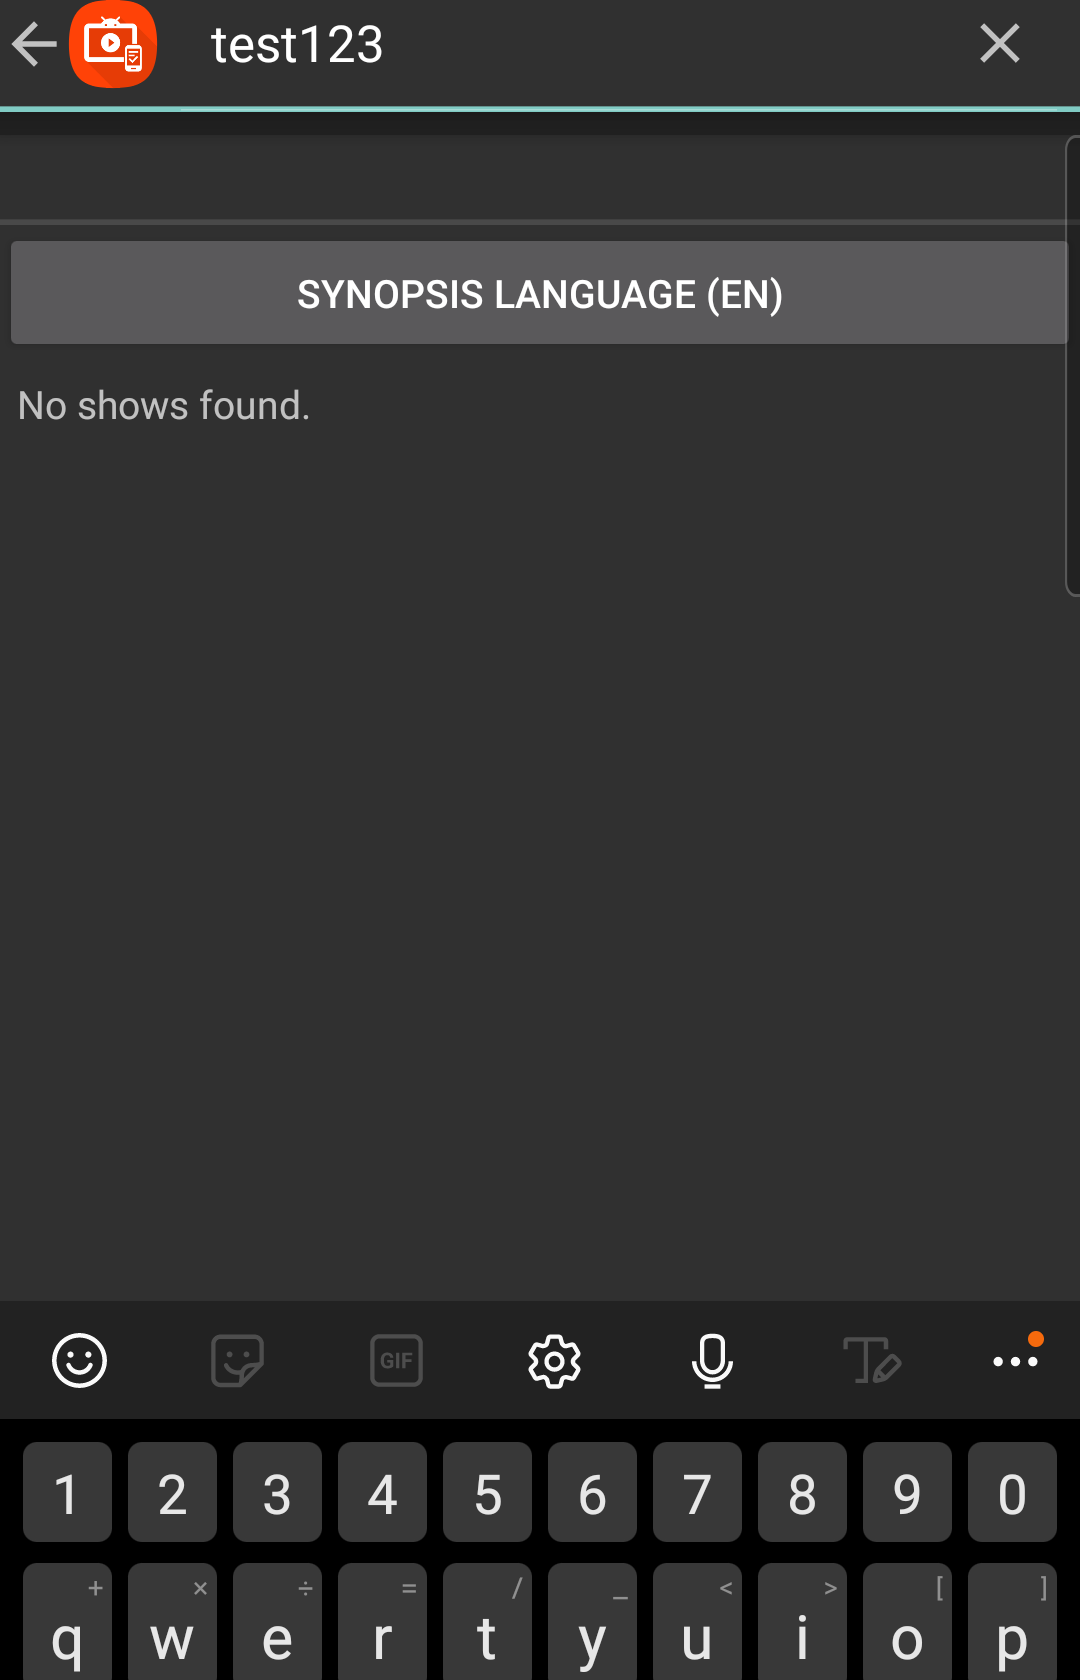 test123
SYNOPSIS LANGUAGE (EN)
No shows found.
GIF
1 2 3 4 5 6 7 8 9 0
+ × ÷ = / _ < > [ ]
q w e r t y u i o p